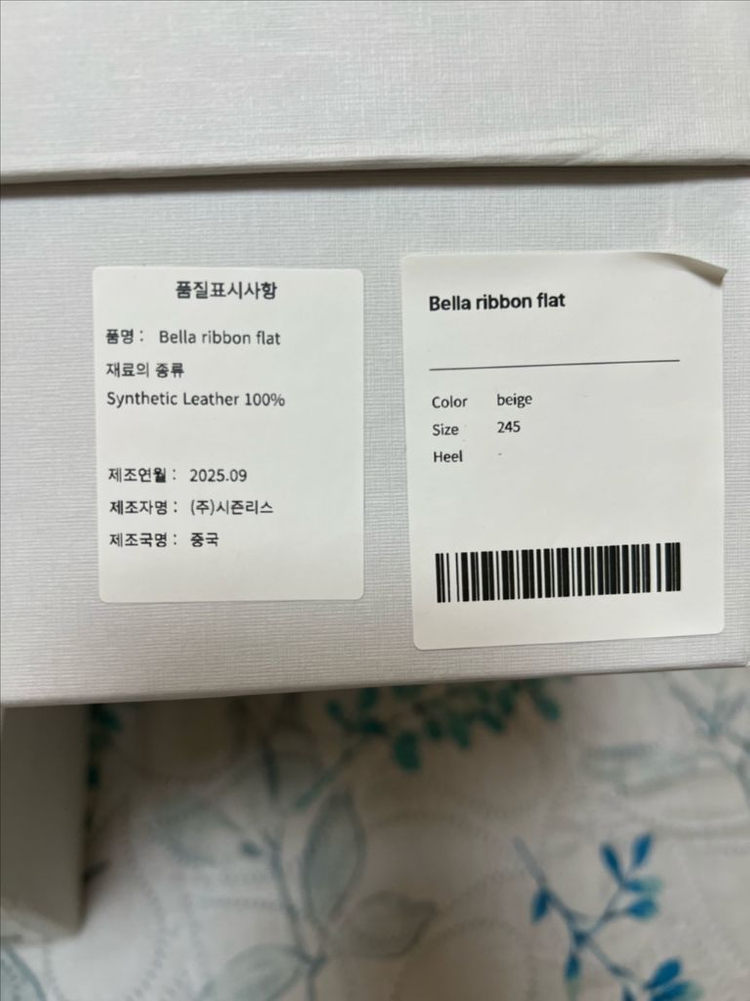 품질표시사항
품명 : Bella ribbon flat
재료의 종류
Synthetic Leather 100%
제조연월 : 2025.09
제조자명 : (주)시즌리스
제조국명 : 중국
Bella ribbon flat
Color beige
Size 245
Heel -